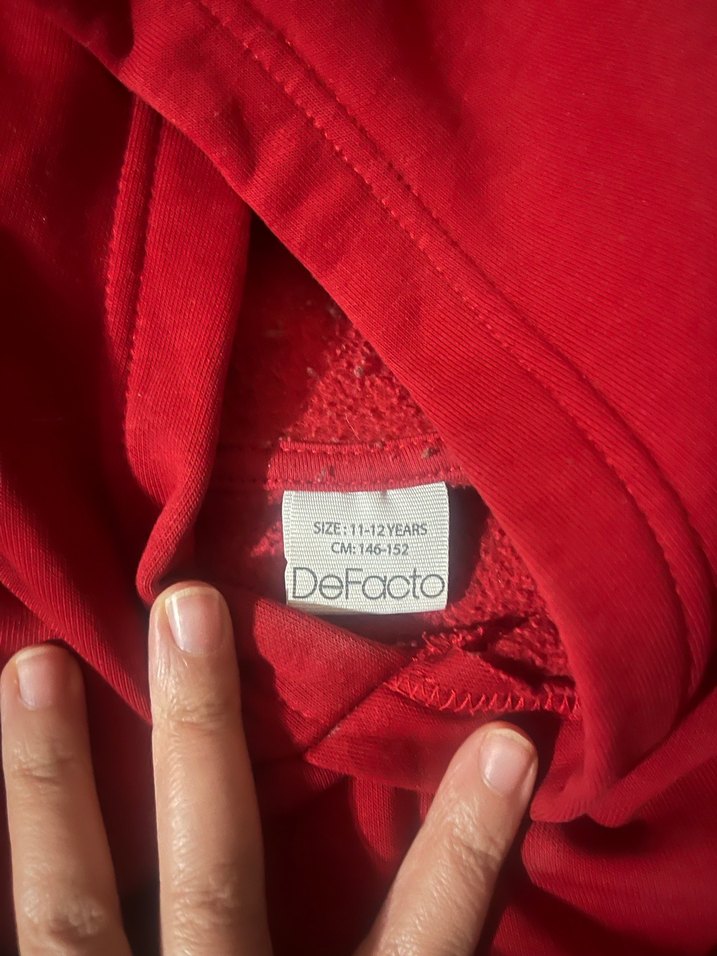 SIZE : 11-12 YEARS
CM: 146-152
DeFacto